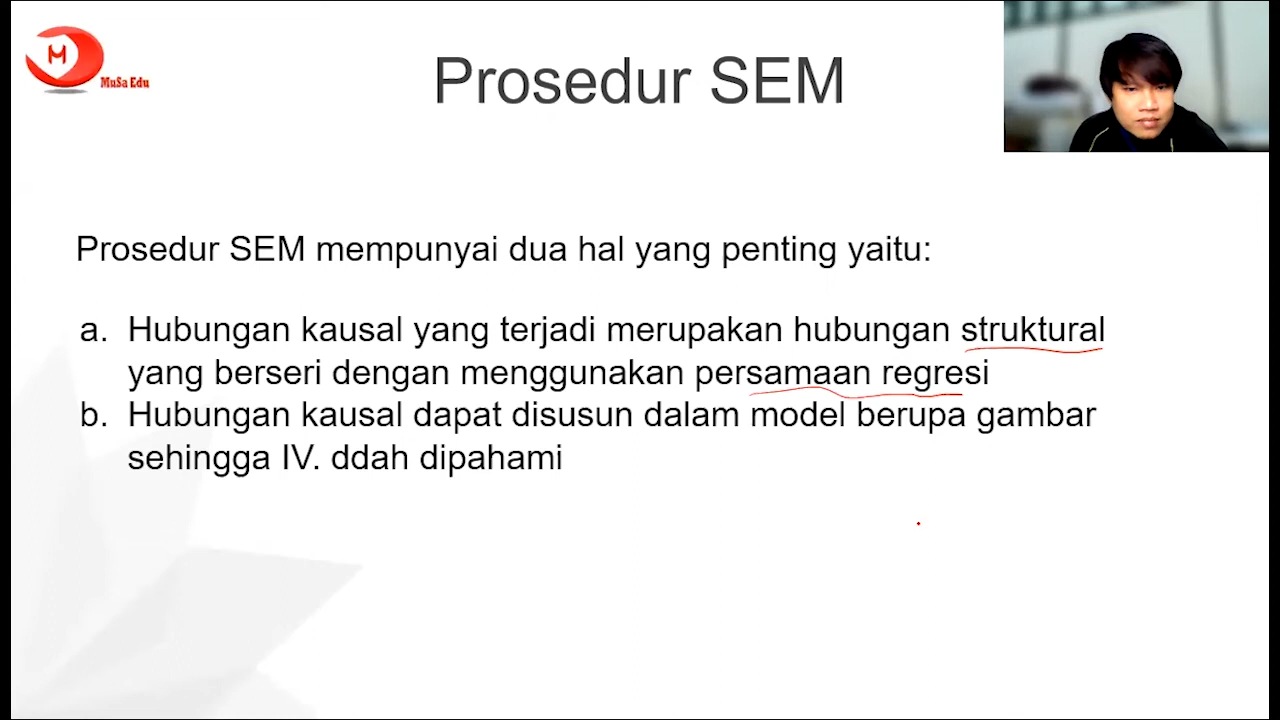 M
MuSa Edu
Prosedur SEM
Prosedur SEM mempunyai dua hal yang penting yaitu:
a. Hubungan kausal yang terjadi merupakan hubungan struktural
yang berseri dengan menggunakan persamaan regresi
b. Hubungan kausal dapat disusun dalam model berupa gambar
sehingga IV. ddah dipahami